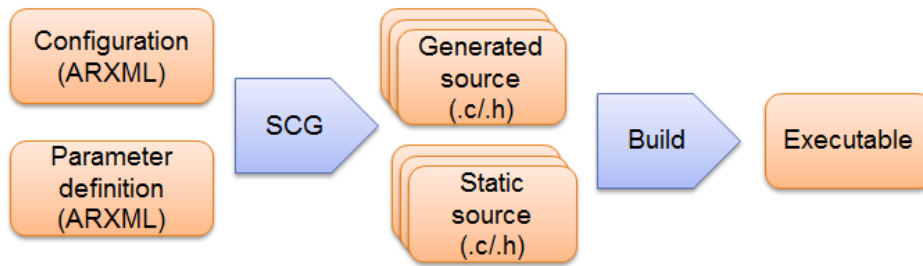 Configuration
(ARXML)
Parameter
definition
(ARXML)
SCG
Generated
source
(.c/.h)
Static
source
(.c/.h)
Build
Executable